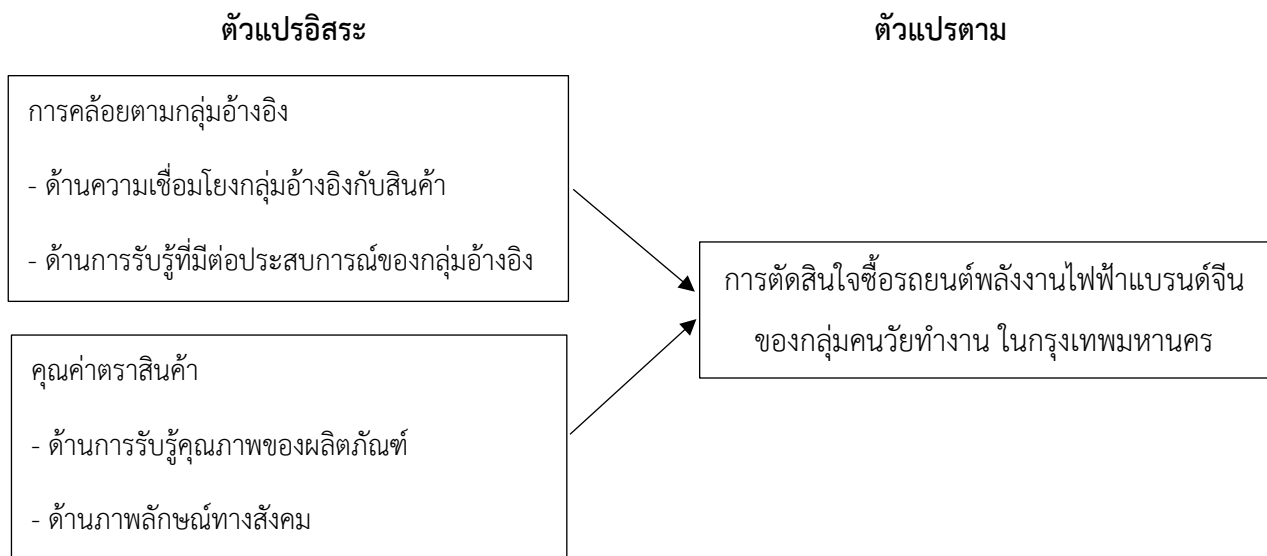 ตัวแปรอิสระ
ตัวแปรตาม
การคล้อยตามกลุ่มอ้างอิง
- ด้านความเชื่อมโยงกลุ่มอ้างอิงกับสินค้า
- ด้านการรับรู้ที่มีต่อประสบการณ์ของกลุ่มอ้างอิง
คุณค่าตราสินค้า
- ด้านการรับรู้คุณภาพของผลิตภัณฑ์
- ด้านภาพลักษณ์ทางสังคม
การตัดสินใจซื้อรถยนต์พลังงานไฟฟ้าแบรนด์จีน
ของกลุ่มคนวัยทำงาน ในกรุงเทพมหานคร